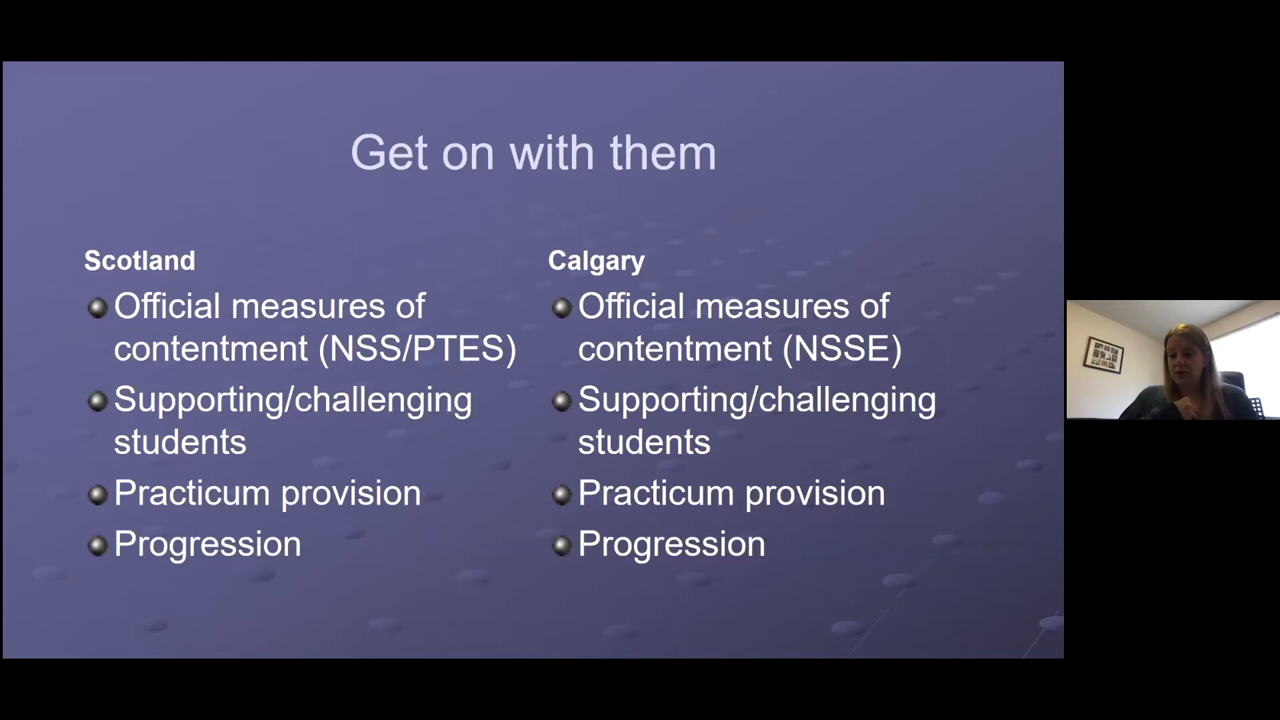 Get on with them
Scotland
Official measures of
contentment (NSS/PTES)
Supporting/challenging
students
Practicum provision
Progression
Calgary
Official measures of
contentment (NSSE)
Supporting/challenging
students
Practicum provision
Progression